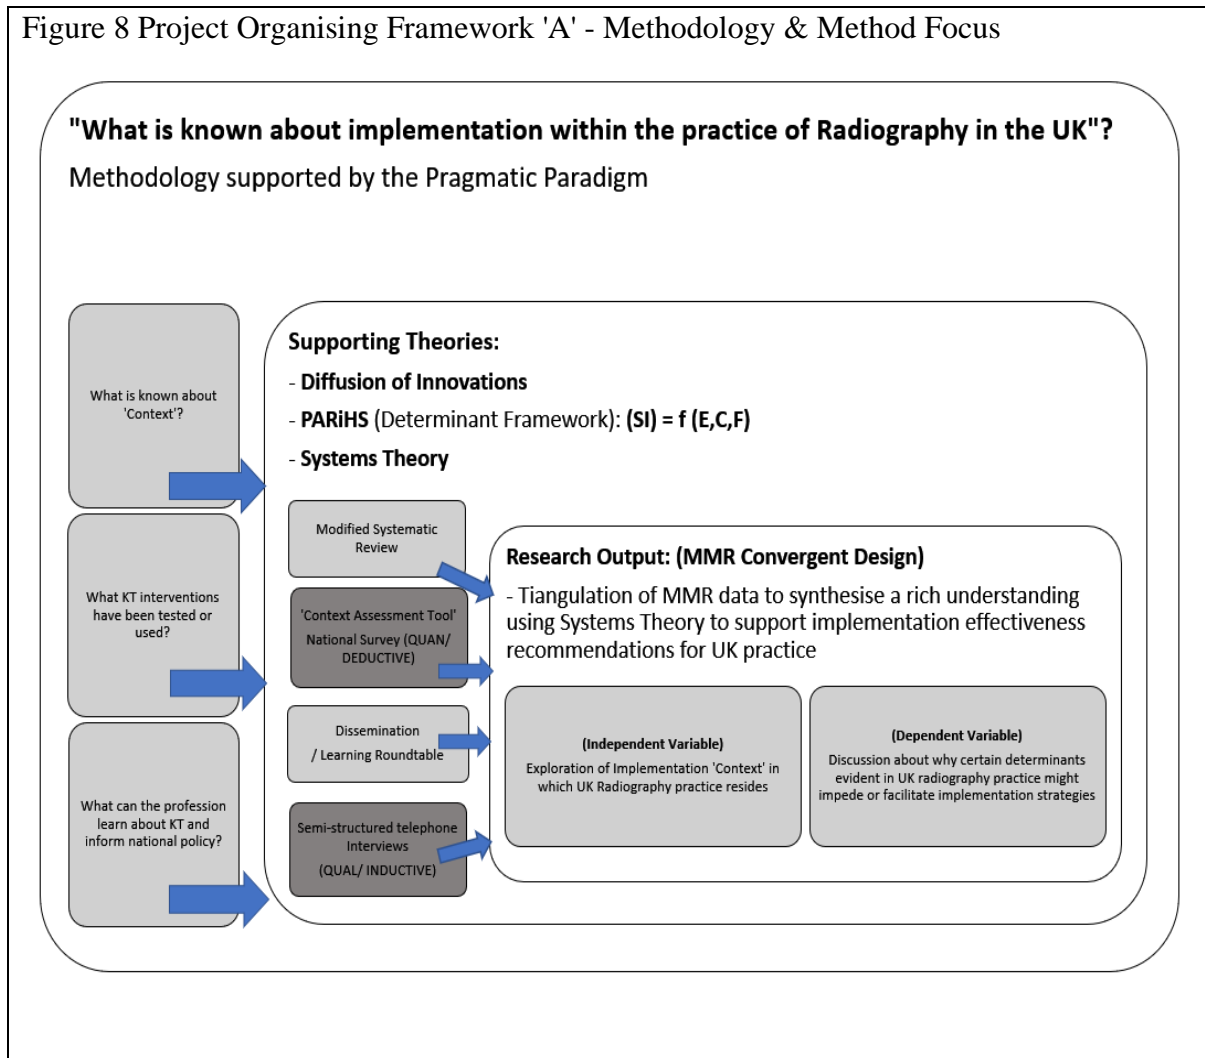 Figure 8 Project Organising Framework 'A' - Methodology & Method Focus
"What is known about implementation within the practice of Radiography in the UK"?
Methodology supported by the Pragmatic Paradigm
What is known about
'Context'?
What KT interventions
have been tested or
used?
What can the profession
learn about KT and
inform national policy?
Supporting Theories:
- Diffusion of Innovations
- PARiHS (Determinant Framework): (SI) = f (E,C,F)
- Systems Theory
Modified Systematic
Review
'Context Assessment Tool'
National Survey (QUAN/
DEDUCTIVE)
Dissemination
/ Learning Roundtable
Semi-structured telephone
Interviews
(QUAL/ INDUCTIVE)
Research Output: (MMR Convergent Design)
- Tiangulation of MMR data to synthesise a rich understanding
using Systems Theory to support implementation effectiveness
recommendations for UK practice
(Independent Variable)
Exploration of Implementation 'Context' in
which UK Radiography practice resides
(Dependent Variable)
Discussion about why certain determinants
evident in UK radiography practice might
impede or facilitate implementation strategies